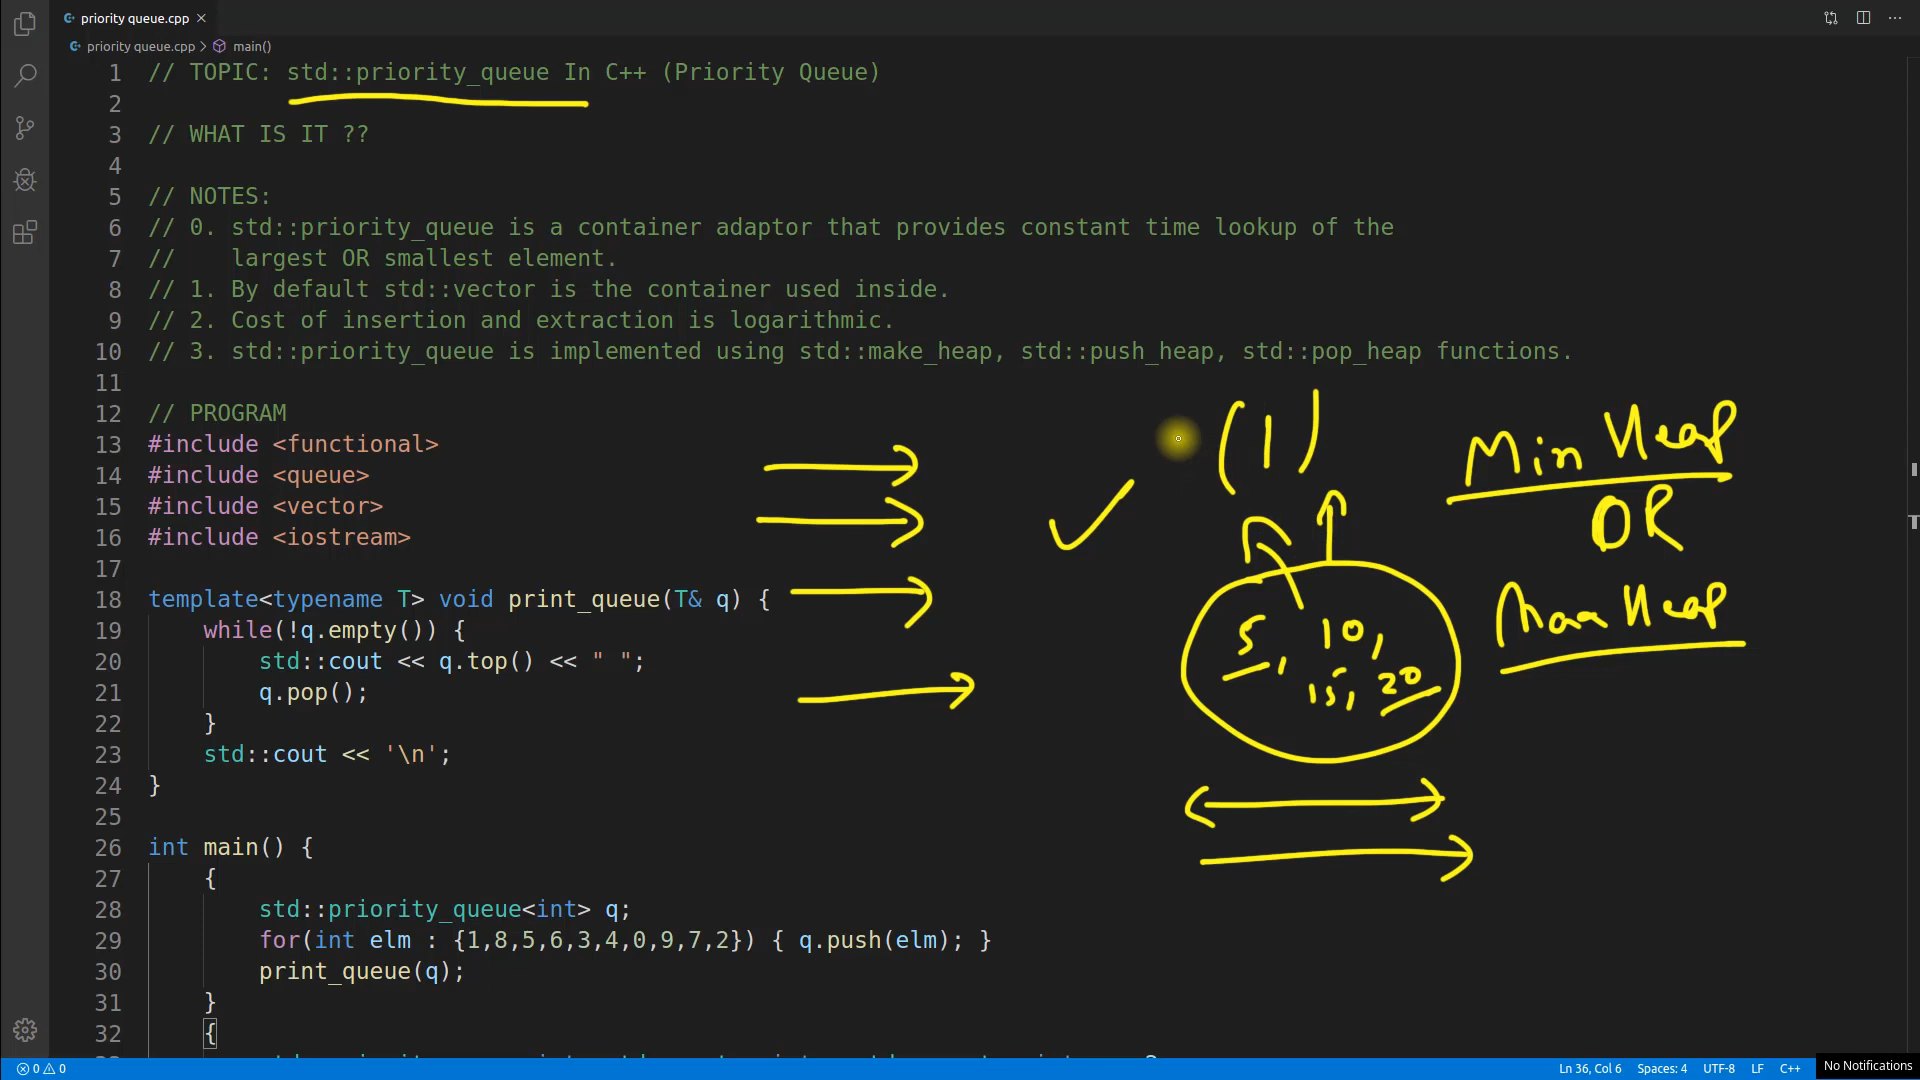 priority queue.cpp
priority queue.cpp > main()
1 // TOPIC: std::priority_queue In C++ (Priority Queue)
2
3 // WHAT IS IT ??
4
5 // NOTES:
6 // 0. std::priority_queue is a container adaptor that provides constant time lookup of the
7 //    largest OR smallest element.
8 // 1. By default std::vector is the container used inside.
9 // 2. Cost of insertion and extraction is logarithmic.
10 // 3. std::priority_queue is implemented using std::make_heap, std::push_heap, std::pop_heap functions.
11
12 // PROGRAM
13 #include <functional>
14 #include <queue>
15 #include <vector>
16 #include <iostream>
17
18 template<typename T> void print_queue(T& q) {
19     while(!q.empty()) {
20         std::cout << q.top() << " ";
21         q.pop();
22     }
23     std::cout << '\n';
24 }
25
26 int main() {
27     {
28         std::priority_queue<int> q;
29         for(int elm : {1,8,5,6,3,4,0,9,7,2}) { q.push(elm); }
30         print_queue(q);
31     }
32     {
(1)
Min Heap
OR
Max Heap
5, 10,
15, 20
0 0
Ln 36, Col 6
Spaces: 4
UTF-8
LF
C++
No Notifications